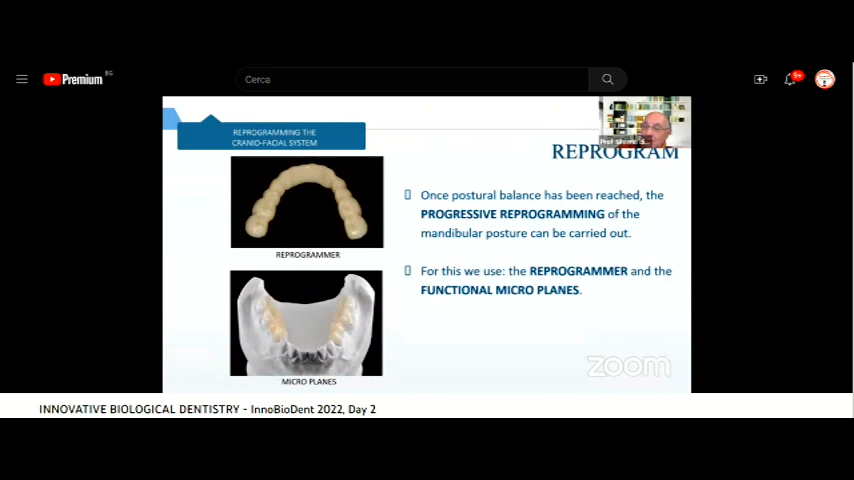 Premium BG
Cerca
9+
REPROGRAMMING THE
CRANIO-FACIAL SYSTEM
REPROGRAM
Once postural balance has been reached, the
PROGRESSIVE REPROGRAMMING of the
mandibular posture can be carried out.
REPROGRAMMER
For this we use: the REPROGRAMMER and the
FUNCTIONAL MICRO PLANES.
MICRO PLANES
zoom
INNOVATIVE BIOLOGICAL DENTISTRY - InnoBioDent 2022, Day 2